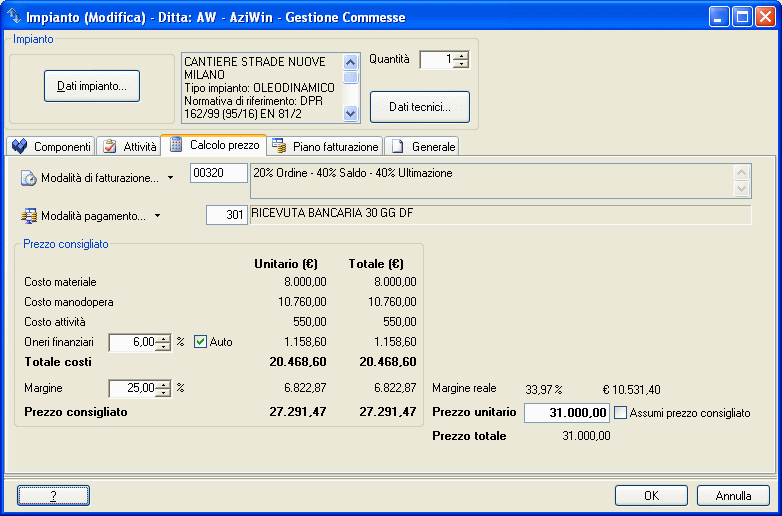 Impianto (Modifica) - Ditta: AW - AziWin - Gestione Commesse
Impianto
Dati impianto...
CANTIERE STRADE NUOVE
MILANO
Tipo impianto: OLEODINAMICO
Normativa di riferimento: DPR
162/99 (95/16) EN 81/2
Quantità 1
Dati tecnici...
Componenti Attività Calcolo prezzo Piano fatturazione Generale
Modalità di fatturazione... 00320 20% Ordine - 40% Saldo - 40% Ultimazione
Modalità pagamento... 301 RICEVUTA BANCARIA 30 GG DF
Prezzo consigliato
Unitario (€) Totale (€)
Costo materiale 8.000,00 8.000,00
Costo manodopera 10.760,00 10.760,00
Costo attività 550,00 550,00
Oneri finanziari 6,00 % Auto 1.158,60 1.158,60
Totale costi 20.468,60 20.468,60
Margine 25,00 % 6.822,87 6.822,87
Prezzo consigliato 27.291,47 27.291,47
Margine reale 33,97 % € 10.531,40
Prezzo unitario 31.000,00 Assumi prezzo consigliato
Prezzo totale 31.000,00
? OK Annulla